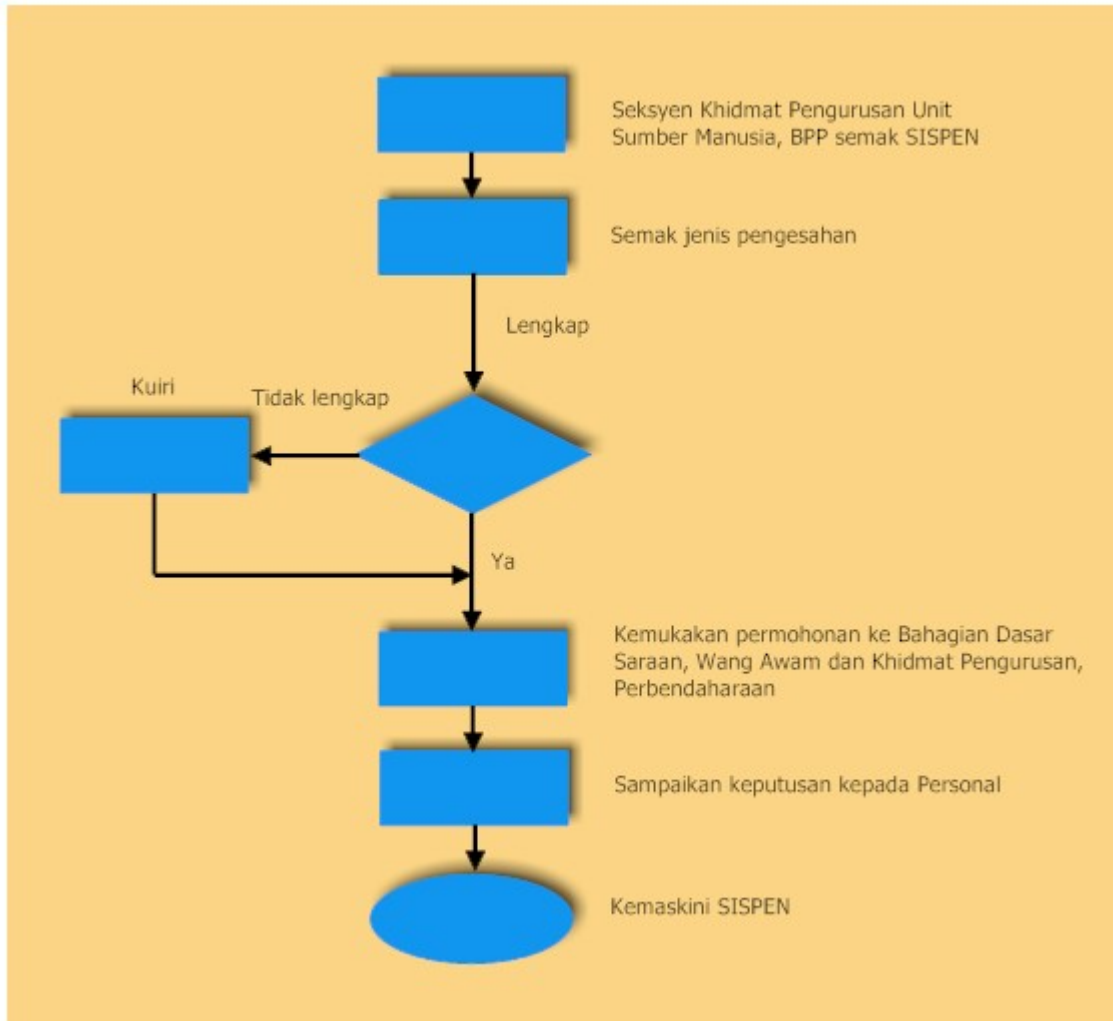 Seksyen Khidmat Pengurusan Unit
Sumber Manusia, BPP semak SISPEN
Semak jenis pengesahan
Lengkap
Kuiri
Tidak lengkap
Ya
Kemukakan permohonan ke Bahagian Dasar
Saraan, Wang Awam dan Khidmat Pengurusan,
Perbendaharaan
Sampaikan keputusan kepada Personal
Kemaskini SISPEN